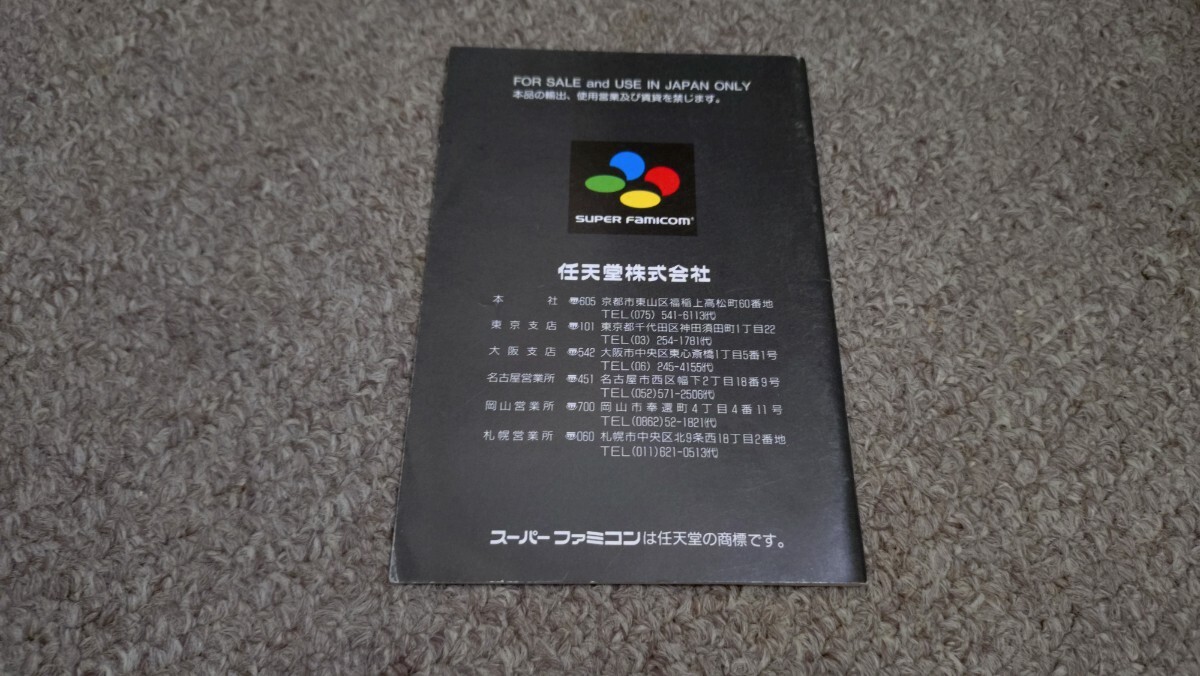 FOR SALE and USE IN JAPAN ONLY
本品の輸出、使用営業及び賃貸を禁じます。
SUPER FAMICOM
任天堂株式会社
本社 〒605 京都市東山区福稲上高松町60番地
TEL(075) 541-6113代
東京支店 〒101 東京都千代田区神田須田町1丁目22
TEL(03) 254-1781代
大阪支店 〒542 大阪市中央区東心斎橋1丁目5番1号
TEL(06) 245-4155代
名古屋営業所 〒451 名古屋市西区幅下2丁目18番9号
TEL(052)571-2506代
岡山営業所 〒700 岡山市奉還町4丁目4番11号
TEL(0862)52-1821代
札幌営業所 〒060 札幌市中央区北9条西18丁目2番地
TEL(011)621-0513代
スーパーファミコンは任天堂の商標です。